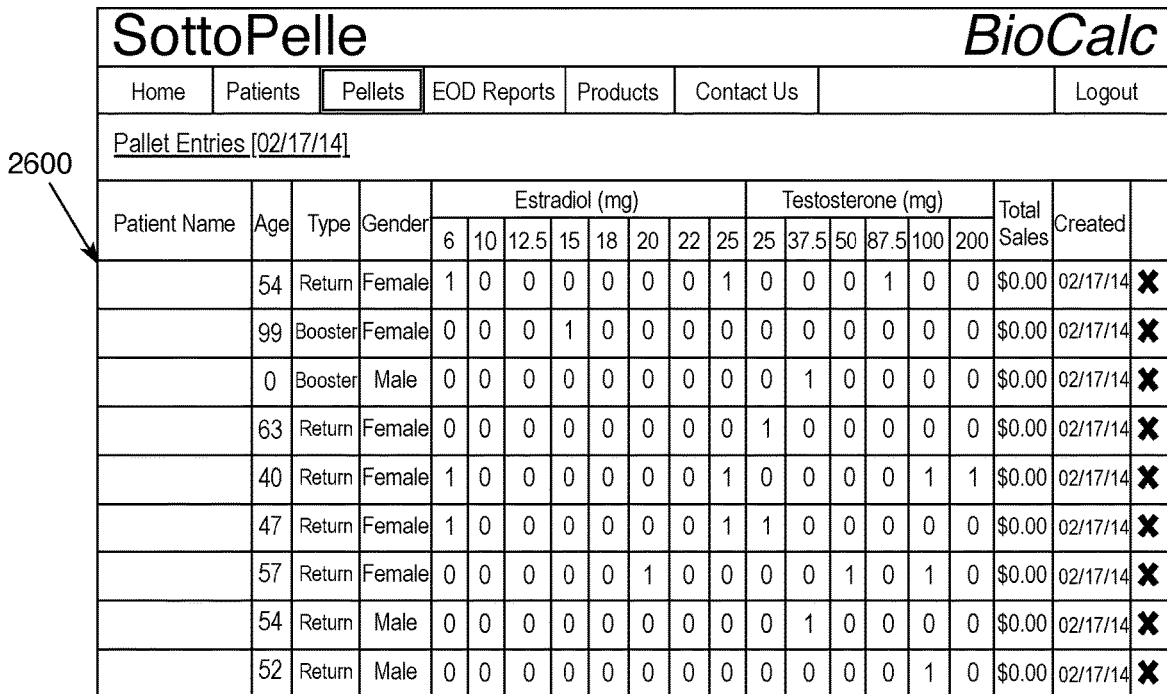 SottoPelle BioCalc
Home Patients Pellets EOD Reports Products Contact Us Logout
Pallet Entries [02/17/14]
2600
Estradiol (mg) Testosterone (mg)
Patient Name Age Type Gender Total Sales Created
6 10 12.5 15 18 20 22 25 25 37.5 50 87.5 100 200
54 Return Female 1 0 0 0 0 0 0 1 0 0 0 1 0 0 $0.00 02/17/14 ✖
99 Booster Female 0 0 0 1 0 0 0 0 0 0 0 0 0 0 $0.00 02/17/14 ✖
0 Booster Male 0 0 0 0 0 0 0 0 0 1 0 0 0 0 $0.00 02/17/14 ✖
63 Return Female 0 0 0 0 0 0 0 0 1 0 0 0 0 0 $0.00 02/17/14 ✖
40 Return Female 1 0 0 0 0 0 0 1 0 0 0 0 1 1 $0.00 02/17/14 ✖
47 Return Female 1 0 0 0 0 0 0 1 1 0 0 0 0 0 $0.00 02/17/14 ✖
57 Return Female 0 0 0 0 0 1 0 0 0 0 1 0 1 0 $0.00 02/17/14 ✖
54 Return Male 0 0 0 0 0 0 0 0 0 1 0 0 0 0 $0.00 02/17/14 ✖
52 Return Male 0 0 0 0 0 0 0 0 0 0 0 0 1 0 $0.00 02/17/14 ✖